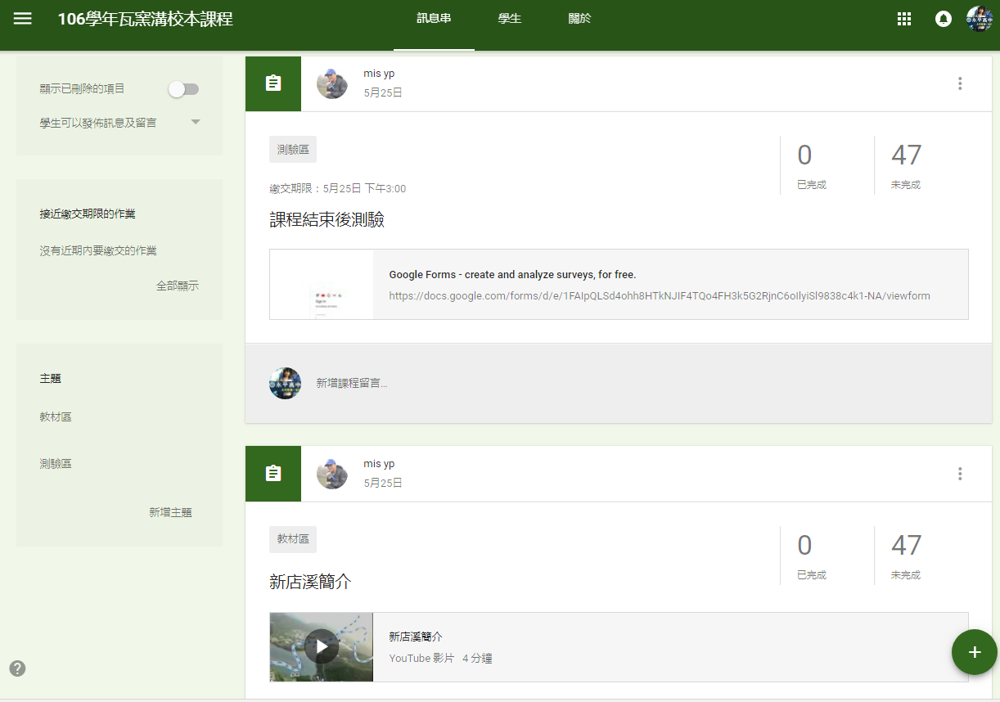 106學年瓦窯溝校本課程
訊息串
學生
關於
顯示已刪除的項目
學生可以發佈訊息及留言
接近繳交期限的作業
沒有近期內要繳交的作業
全部顯示
主題
教材區
測驗區
新增主題
mis yp
5月25日
測驗區
0
已完成
47
未完成
繳交期限：5月25日 下午3:00
課程結束後測驗
Google Forms - create and analyze surveys, for free.
https://docs.google.com/forms/d/e/1FAIpQLSd4ohh8HTkNJIF4TQo4FH3k5G2RjnC6oIlyiSl9838c4k1-NA/viewform
新增課程留言...
mis yp
5月25日
教材區
0
已完成
47
未完成
新店溪簡介
新店溪簡介
YouTube 影片 4 分鐘